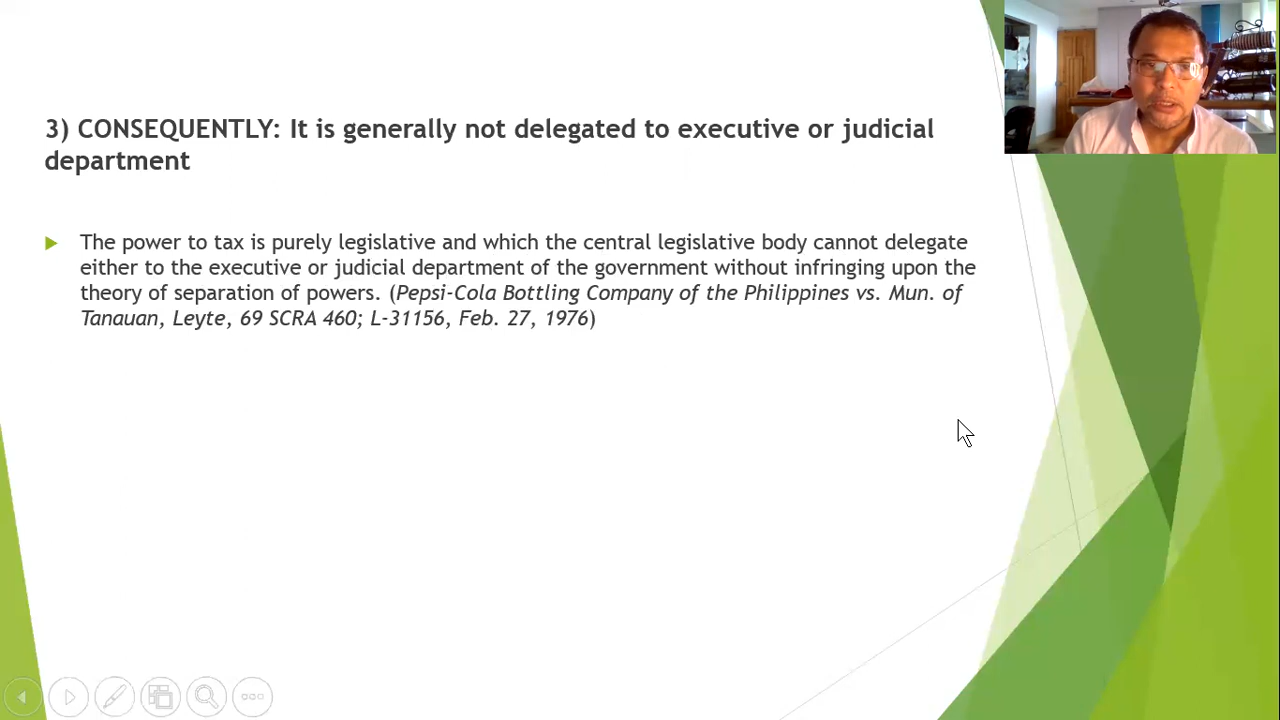 3) CONSEQUENTLY: It is generally not delegated to executive or judicial
department
The power to tax is purely legislative and which the central legislative body cannot delegate
either to the executive or judicial department of the government without infringing upon the
theory of separation of powers. (Pepsi-Cola Bottling Company of the Philippines vs. Mun. of
Tanauan, Leyte, 69 SCRA 460; L-31156, Feb. 27, 1976)